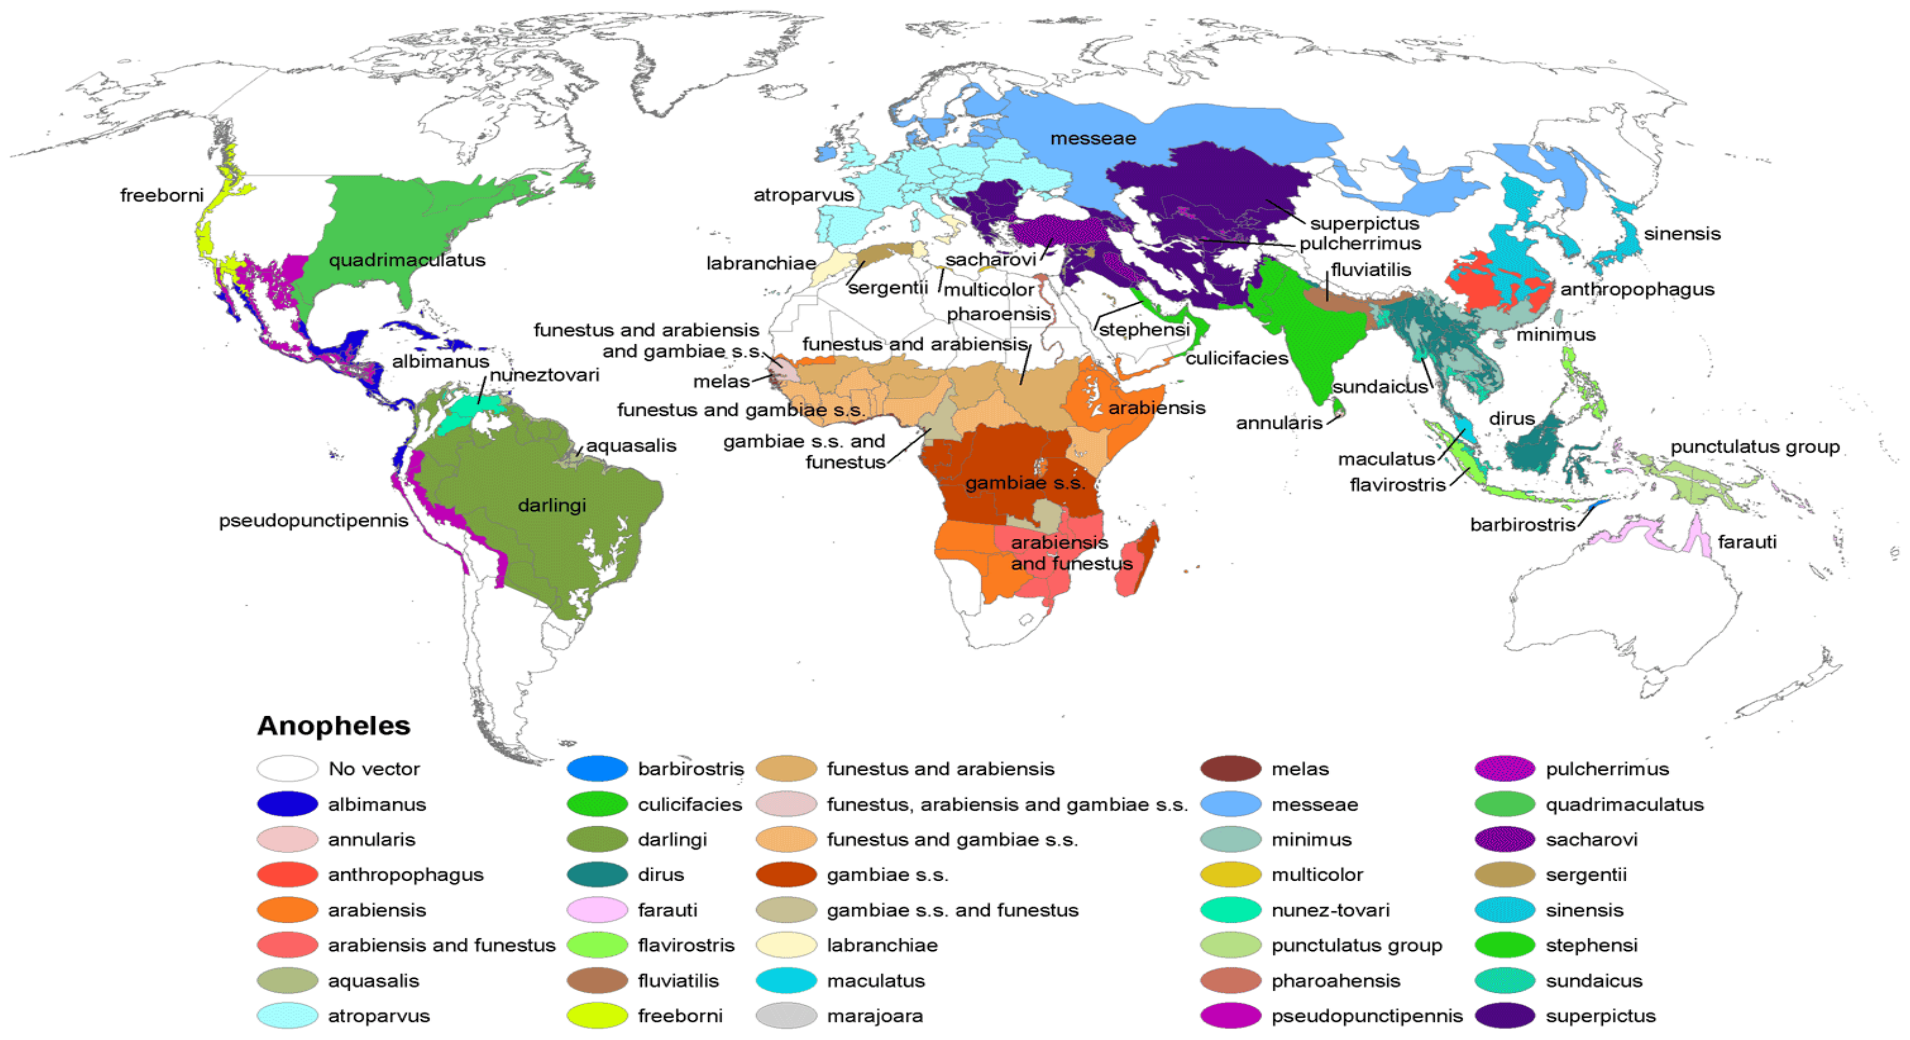 messeae
freeborni
atroparvus
superpictus
sinensis
pulcherrimus
quadrimaculatus
labranchiae
sacharovi
fluviatilis
sergentii
multicolor
anthropophagus
pharoensis
funestus and arabiensis
and gambiae s.s.
stephensi
minimus
funestus and arabiensis
albimanus
culicifacies
nuneztovari
melas
sundaicus
funestus and gambiae s.s.
arabiensis
annularis
dirus
aquasalis
gambiae s.s. and
funestus
punctulatus group
maculatus
gambiae s.s.
flavirostris
darlingi
pseudopunctipennis
barbirostris
arabiensis
and funestus
farauti
Anopheles
No vector
albimanus
annularis
anthropophagus
arabiensis
arabiensis and funestus
aquasalis
atroparvus
barbirostris
culicifacies
darlingi
dirus
farauti
flavirostris
fluviatilis
freeborni
funestus and arabiensis
funestus, arabiensis and gambiae s.s.
funestus and gambiae s.s.
gambiae s.s.
gambiae s.s. and funestus
labranchiae
maculatus
marajoara
melas
messeae
minimus
multicolor
nunez-tovari
punctulatus group
pharoahensis
pseudopunctipennis
pulcherrimus
quadrimaculatus
sacharovi
sergentii
sinensis
stephensi
sundaicus
superpictus